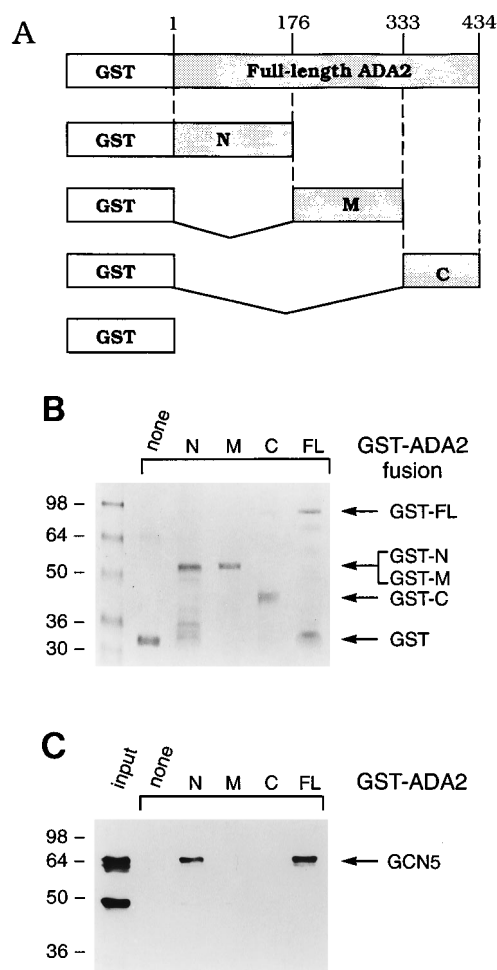 A
1 176 333 434
GST Full-length ADA2
GST N
GST M
GST C
GST
B
none N M C FL GST-ADA2
fusion
98
64
50
36
30
GST-FL
GST-N
GST-M
GST-C
GST
C
input none N M C FL GST-ADA2
98
64
50
36
GCN5